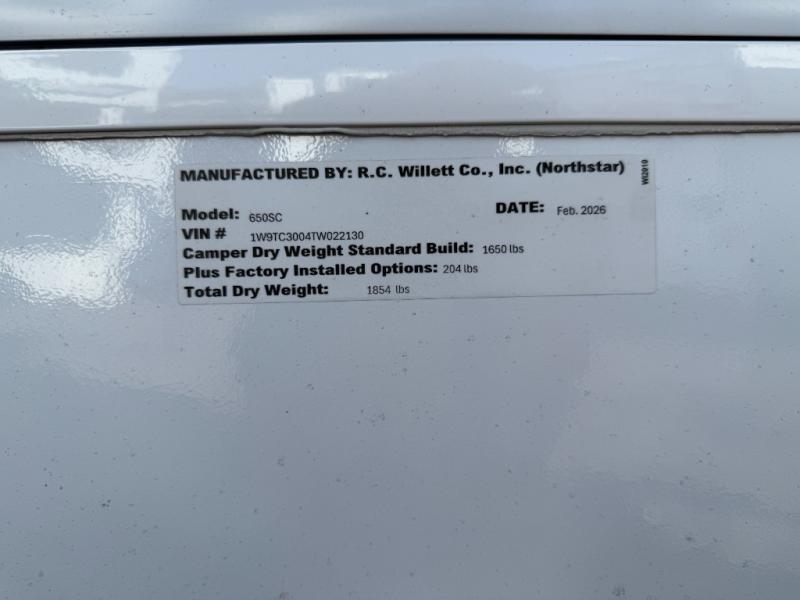 MANUFACTURED BY: R.C. Willett Co., Inc. (Northstar)
WI2019
Model: 650SC DATE: Feb. 2026
VIN # 1W9TC3004TW022130
Camper Dry Weight Standard Build: 1650 lbs
Plus Factory Installed Options: 204 lbs
Total Dry Weight: 1854 lbs